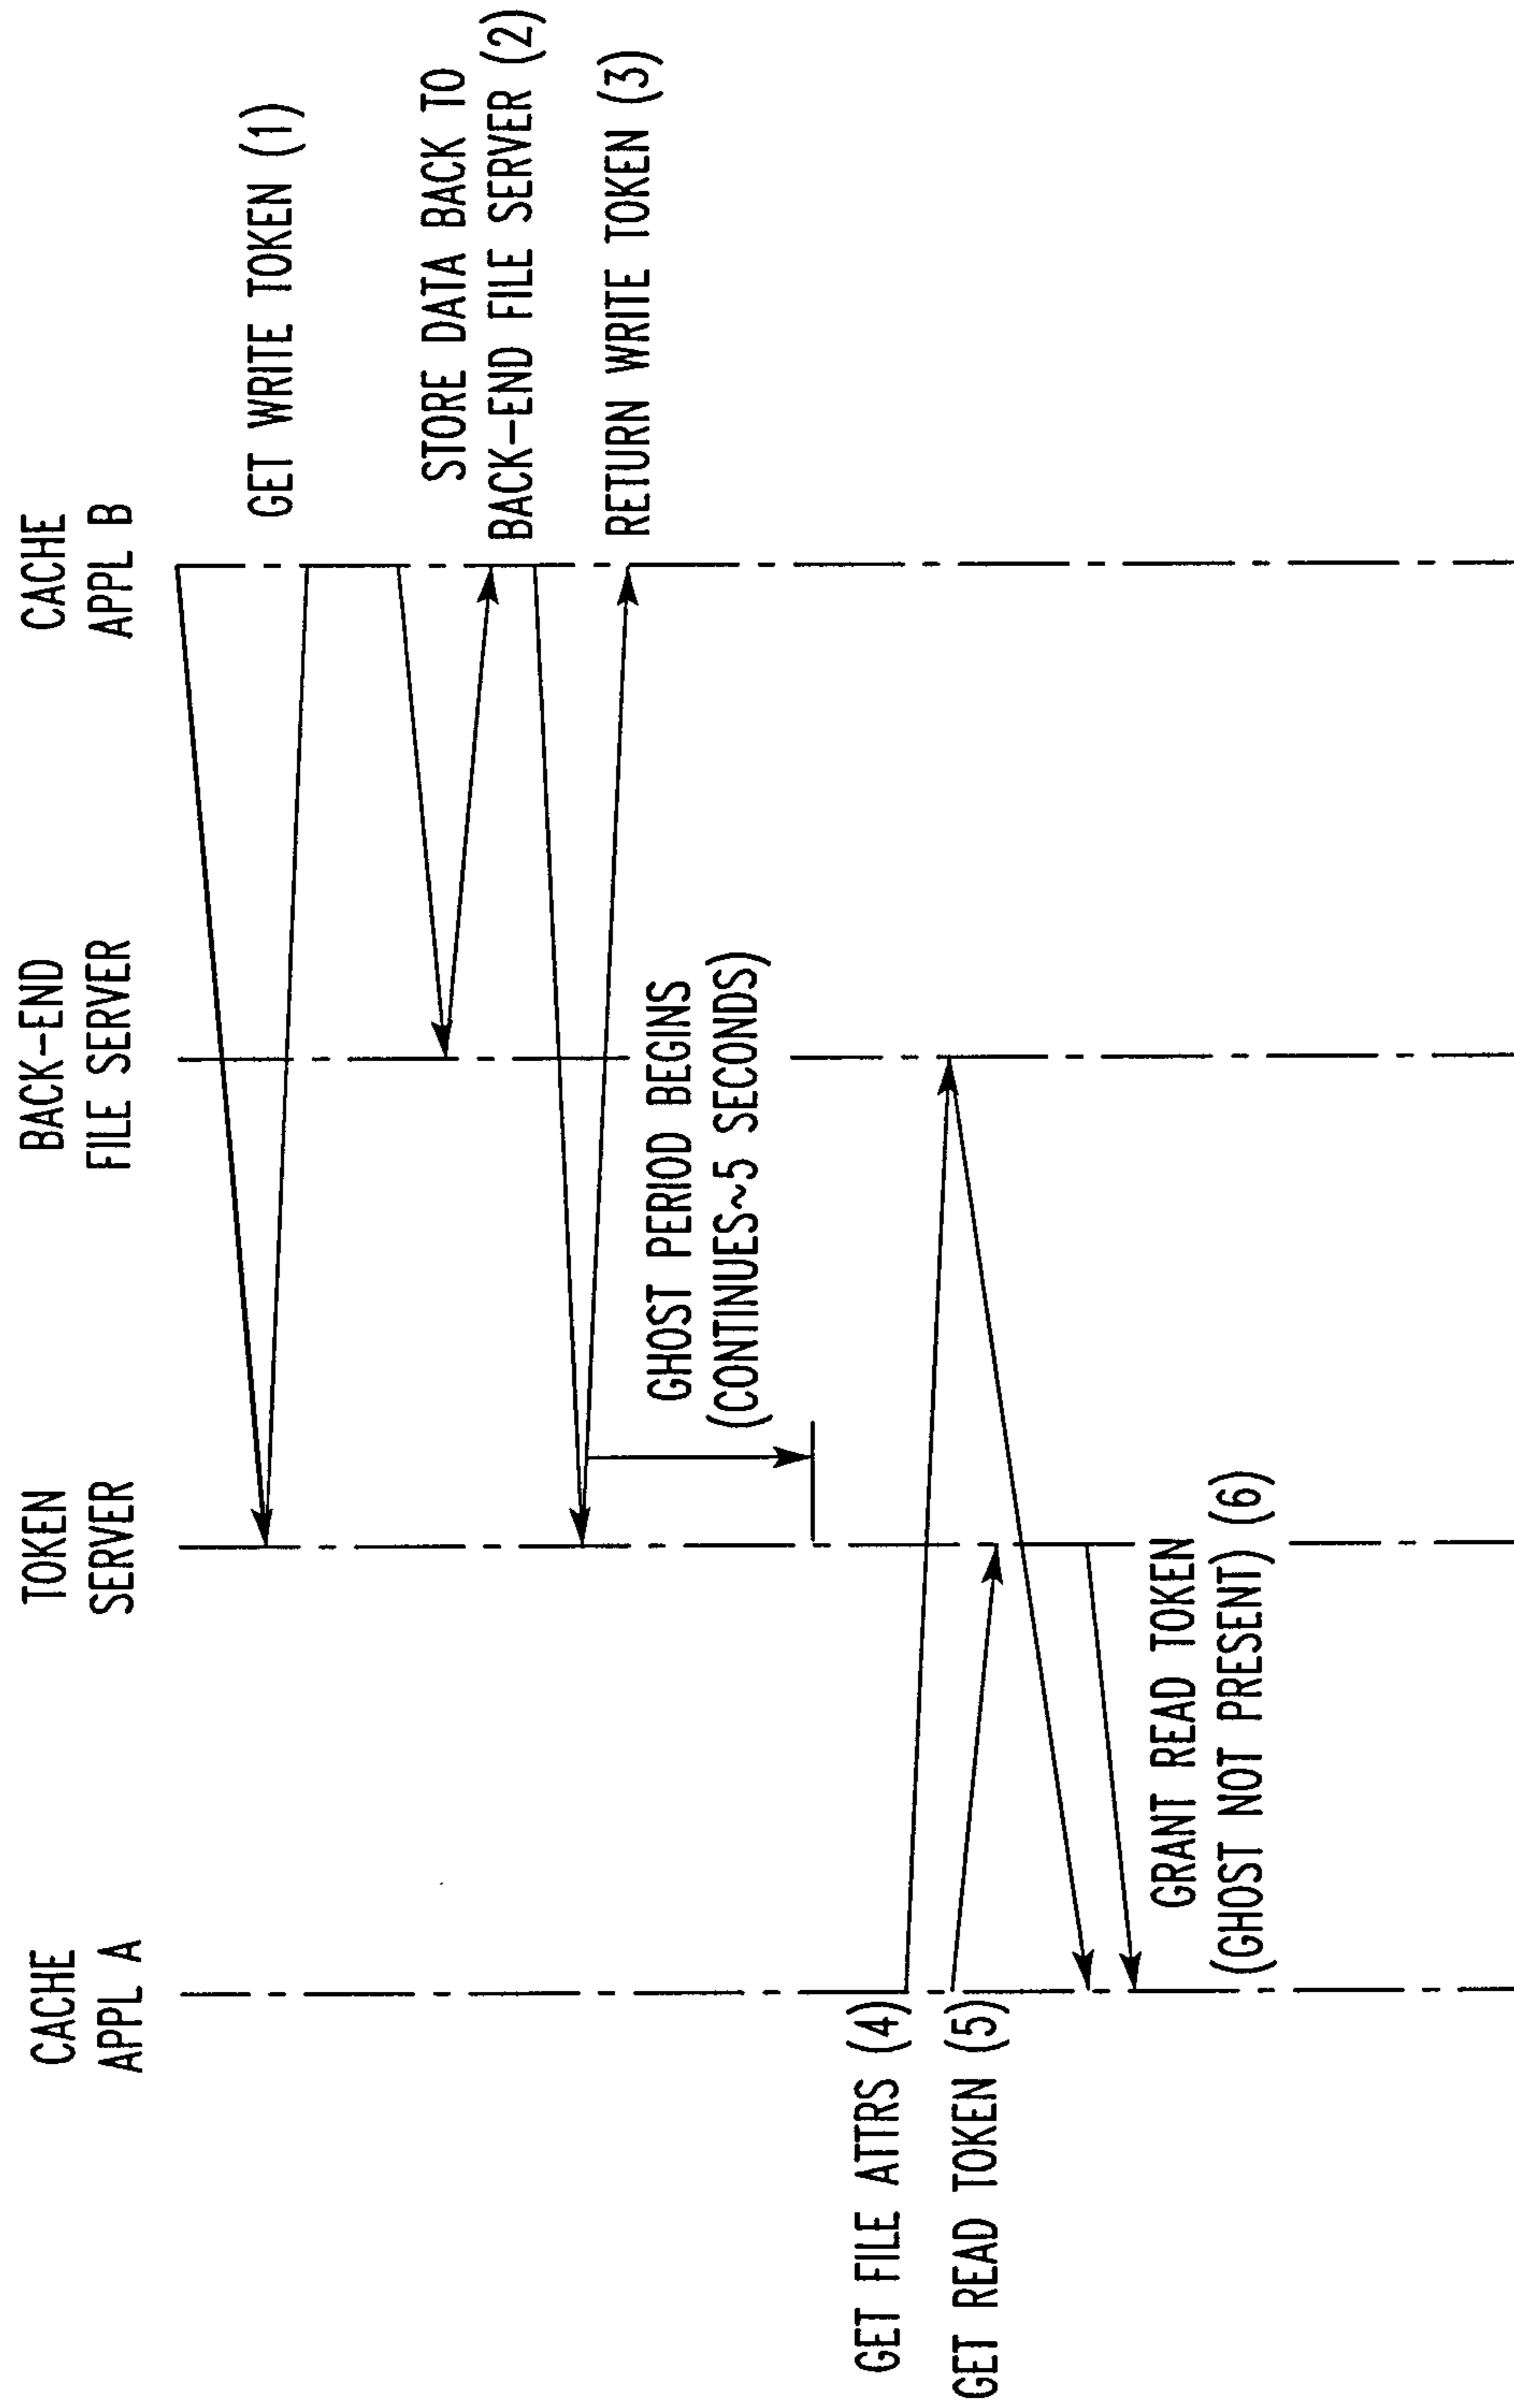 CACHE
APPL A
TOKEN
SERVER
BACK-END
FILE SERVER
CACHE
APPL B
GET WRITE TOKEN (1)
STORE DATA BACK TO
BACK-END FILE SERVER (2)
RETURN WRITE TOKEN (3)
GHOST PERIOD BEGINS
(CONTINUES~5 SECONDS)
GET FILE ATTRS (4)
GET READ TOKEN (5)
GRANT READ TOKEN
(GHOST NOT PRESENT) (6)